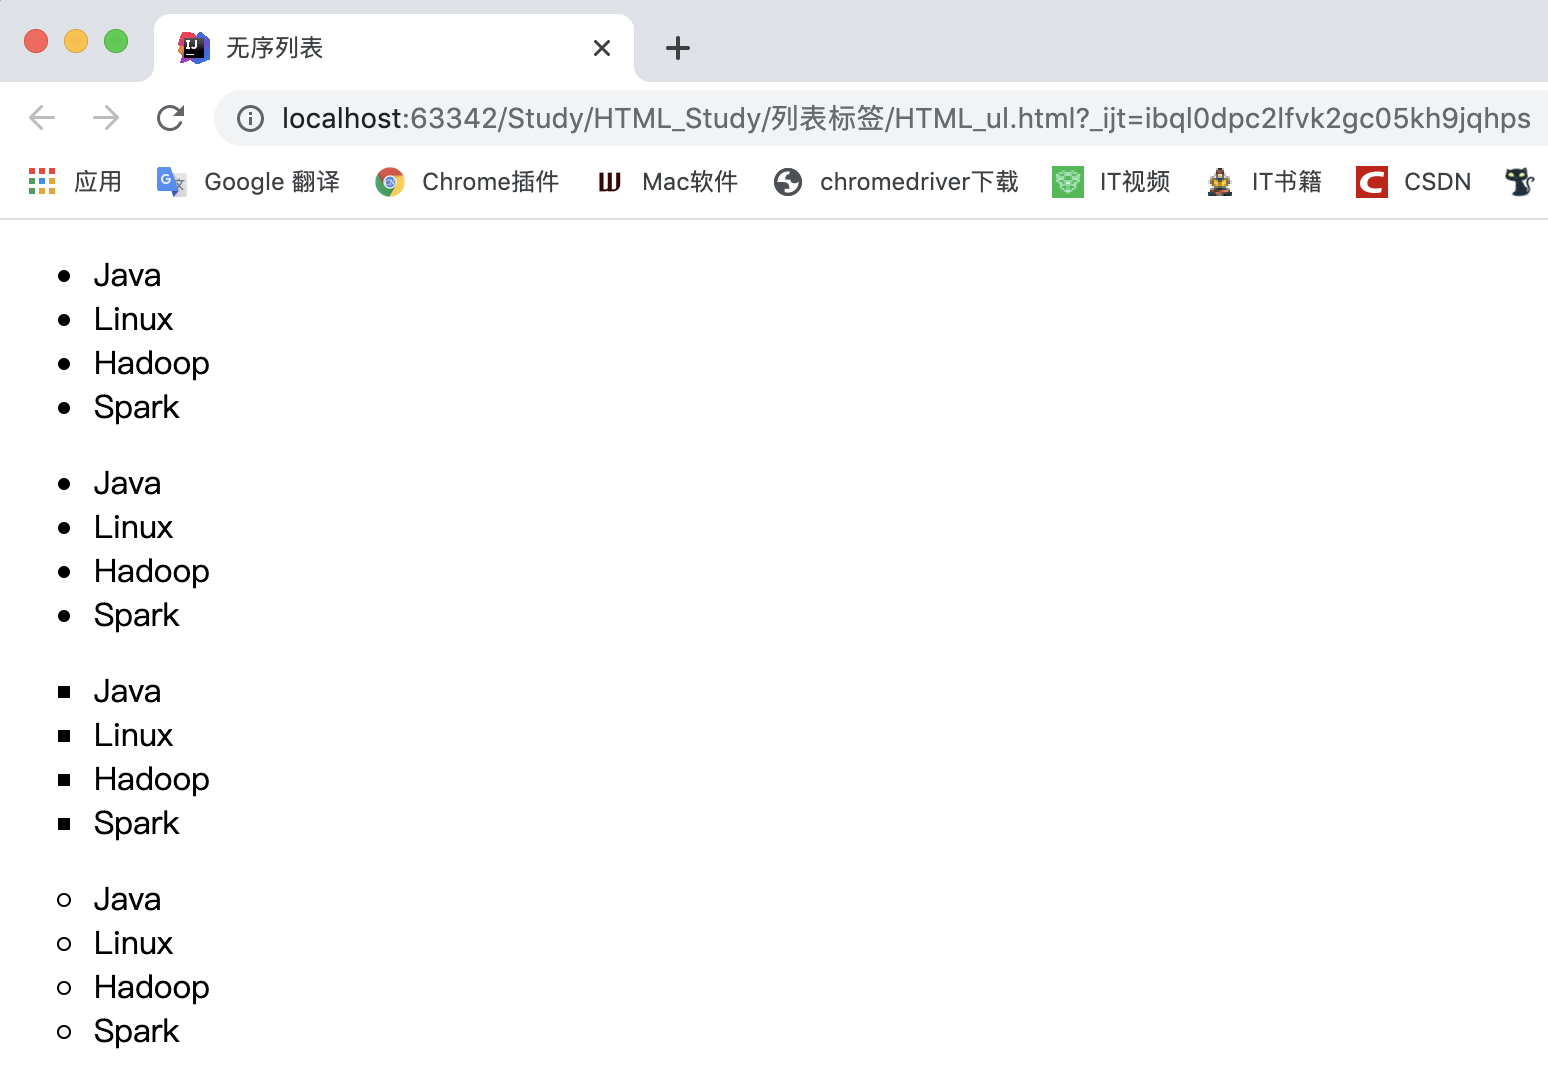 无序列表
localhost:63342/Study/HTML_Study/列表标签/HTML_ul.html?_ijt=ibql0dpc2lfvk2gc05kh9jqhps
应用 Google 翻译 Chrome插件 Mac软件 chromedriver下载 IT视频 IT书籍 CSDN
Java
Linux
Hadoop
Spark
Java
Linux
Hadoop
Spark
Java
Linux
Hadoop
Spark
Java
Linux
Hadoop
Spark